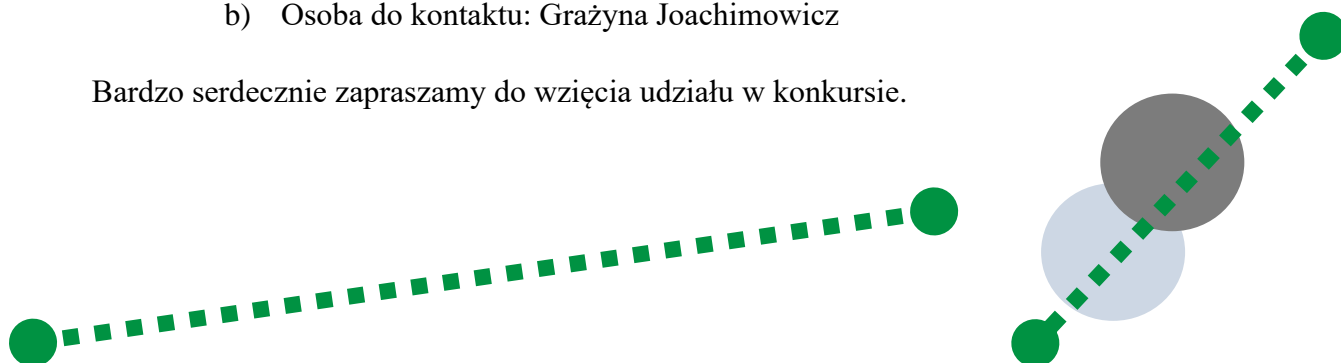 b) Osoba do kontaktu: Grażyna Joachimowicz
Bardzo serdecznie zapraszamy do wzięcia udziału w konkursie.